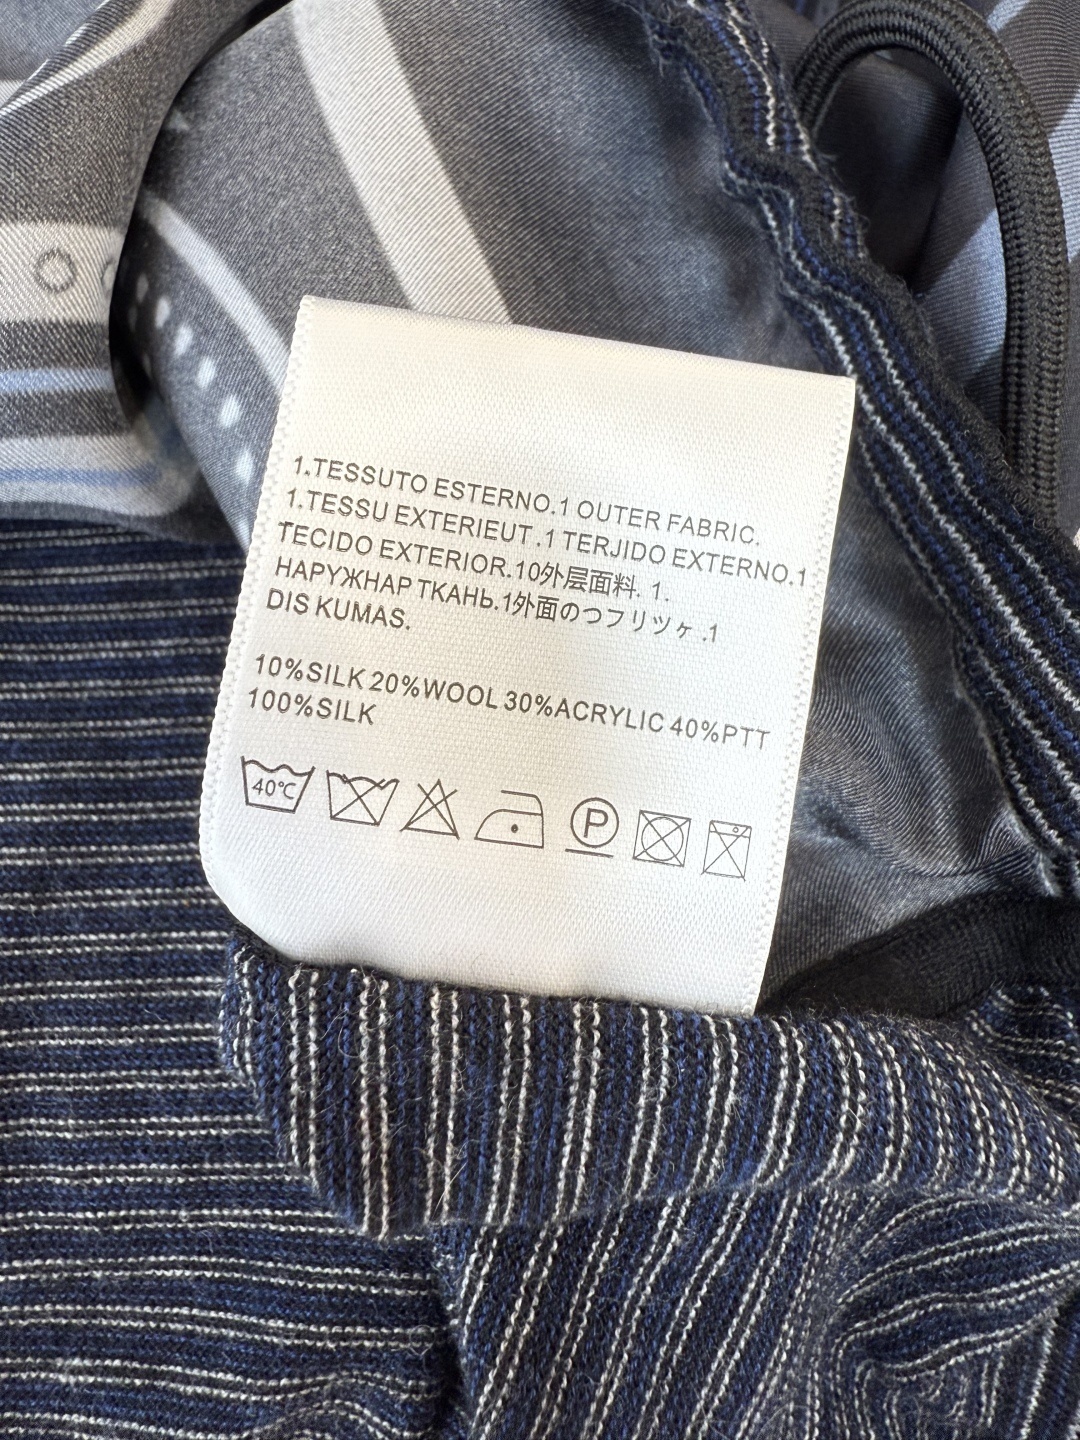 1.TESSUTO ESTERNO.1 OUTER FABRIC.
1.TESSU EXTERIEUT.1 TERJIDO EXTERNO.1
TECIDO EXTERIOR.10外层面料. 1.
НАРУЖНАР ТКАНЬ.1外面のつフリツヶ.1
DIS KUMAS.
10%SILK 20%WOOL 30%ACRYLIC 40%PTT
100%SILK
40℃ P